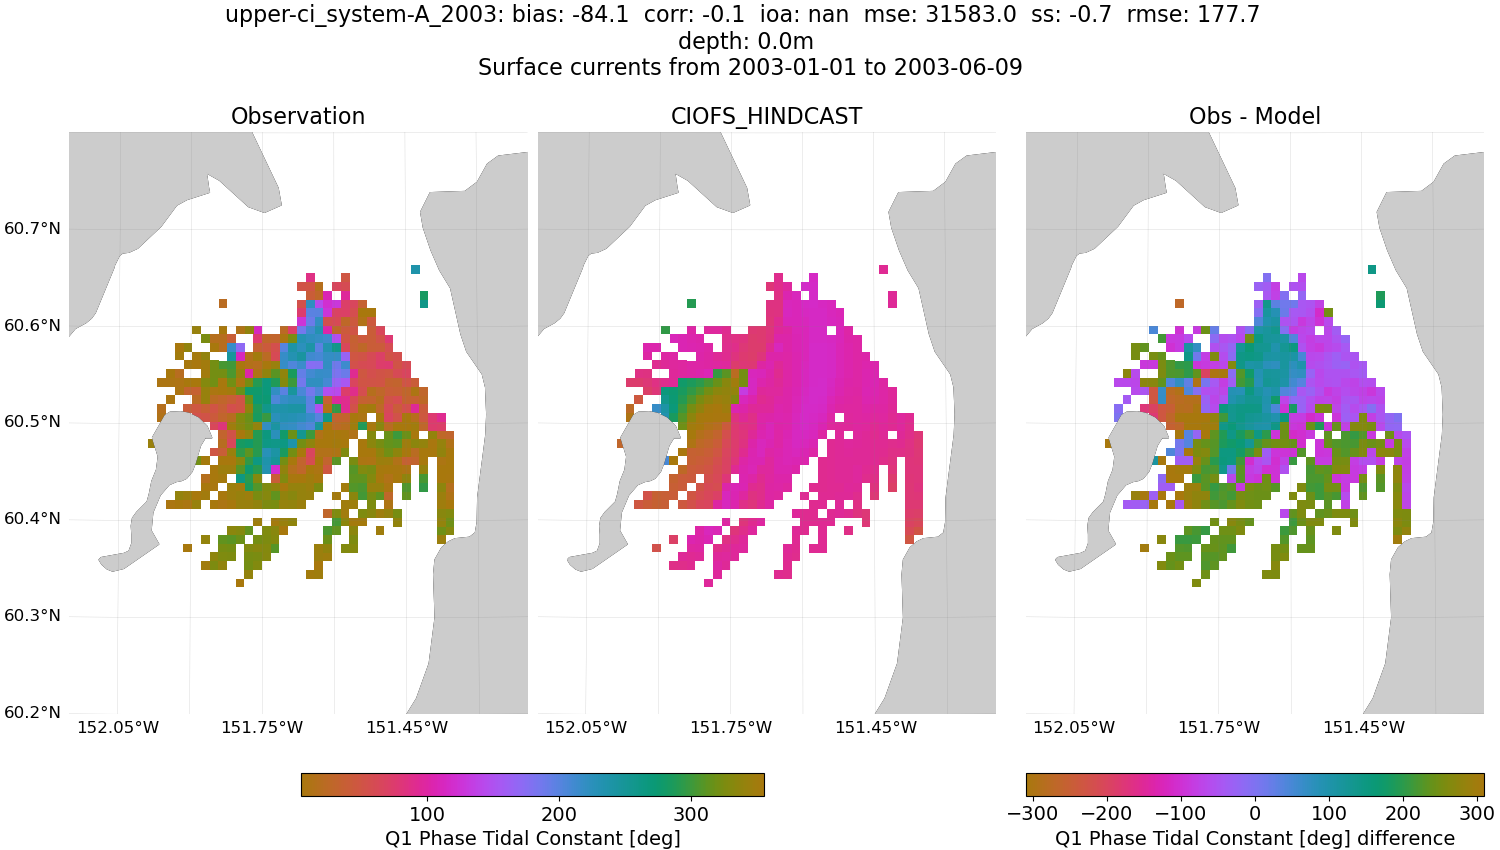 upper-ci_system-A_2003: bias: -84.1  corr: -0.1  ioa: nan  mse: 31583.0  ss: -0.7  rmse: 177.7
depth: 0.0m
Surface currents from 2003-01-01 to 2003-06-09
Observation
CIOFS_HINDCAST
Obs - Model
60.7°N
60.6°N
60.5°N
60.4°N
60.3°N
60.2°N
152.05°W 151.75°W 151.45°W
152.05°W 151.75°W 151.45°W
152.05°W 151.75°W 151.45°W
100 200 300
Q1 Phase Tidal Constant [deg]
−300 −200 −100 0 100 200 300
Q1 Phase Tidal Constant [deg] difference